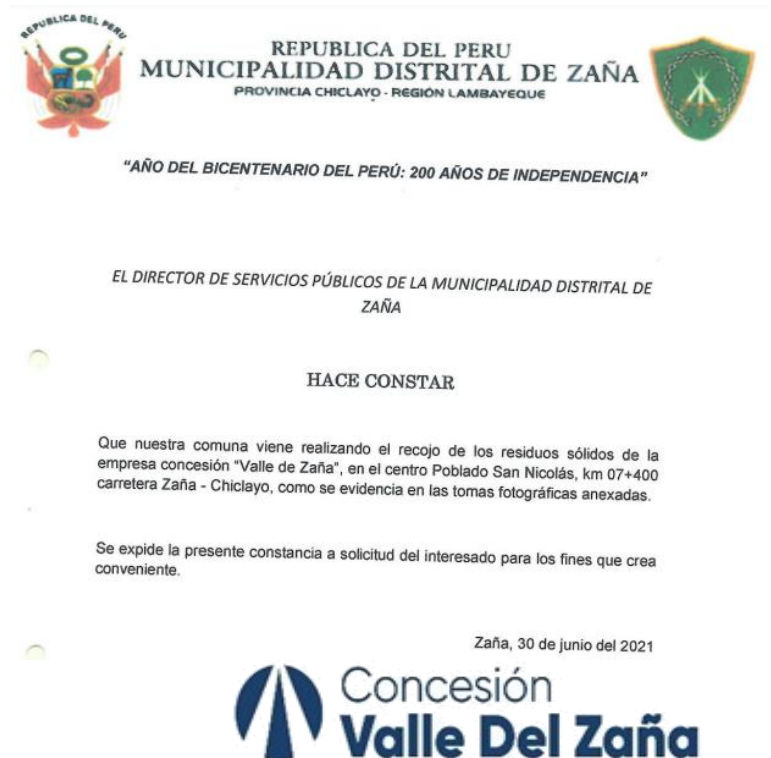 REPUBLICA DEL PERU
REPUBLICA DEL PERU
MUNICIPALIDAD DISTRITAL DE ZAÑA
PROVINCIA CHICLAYO - REGIÓN LAMBAYEQUE
"AÑO DEL BICENTENARIO DEL PERÚ: 200 AÑOS DE INDEPENDENCIA"
EL DIRECTOR DE SERVICIOS PÚBLICOS DE LA MUNICIPALIDAD DISTRITAL DE
ZAÑA
HACE CONSTAR
Que nuestra comuna viene realizando el recojo de los residuos sólidos de la
empresa concesión "Valle de Zaña", en el centro Poblado San Nicolás, km 07+400
carretera Zaña - Chiclayo, como se evidencia en las tomas fotográficas anexadas.
Se expide la presente constancia a solicitud del interesado para los fines que crea
conveniente.
Zaña, 30 de junio del 2021
Concesión
Valle Del Zaña